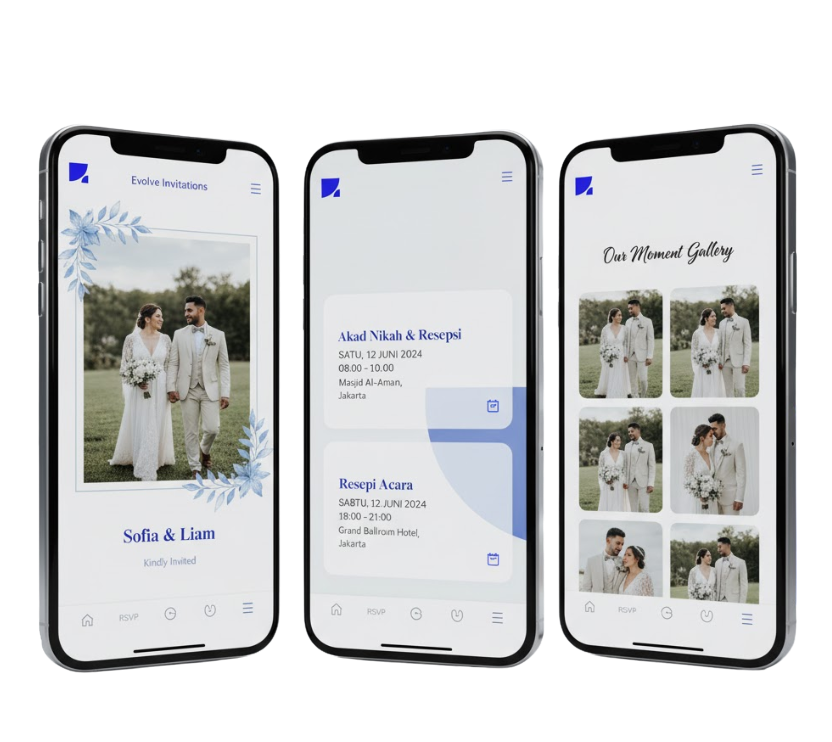 Evolve Invitations
Sofia & Liam
Kindly Invited
RSVP
Akad Nikah & Resepsi
SATU, 12 JUNI 2024
08:00 - 10.00
Masjid Al-Aman,
Jakarta
Resepi Acara
SABTU, 12 JUNI 2024
18:00 - 21:00
Grand Ballroim Hotel,
Jakarta
RSVP
Our Moment Gallery
RSVP